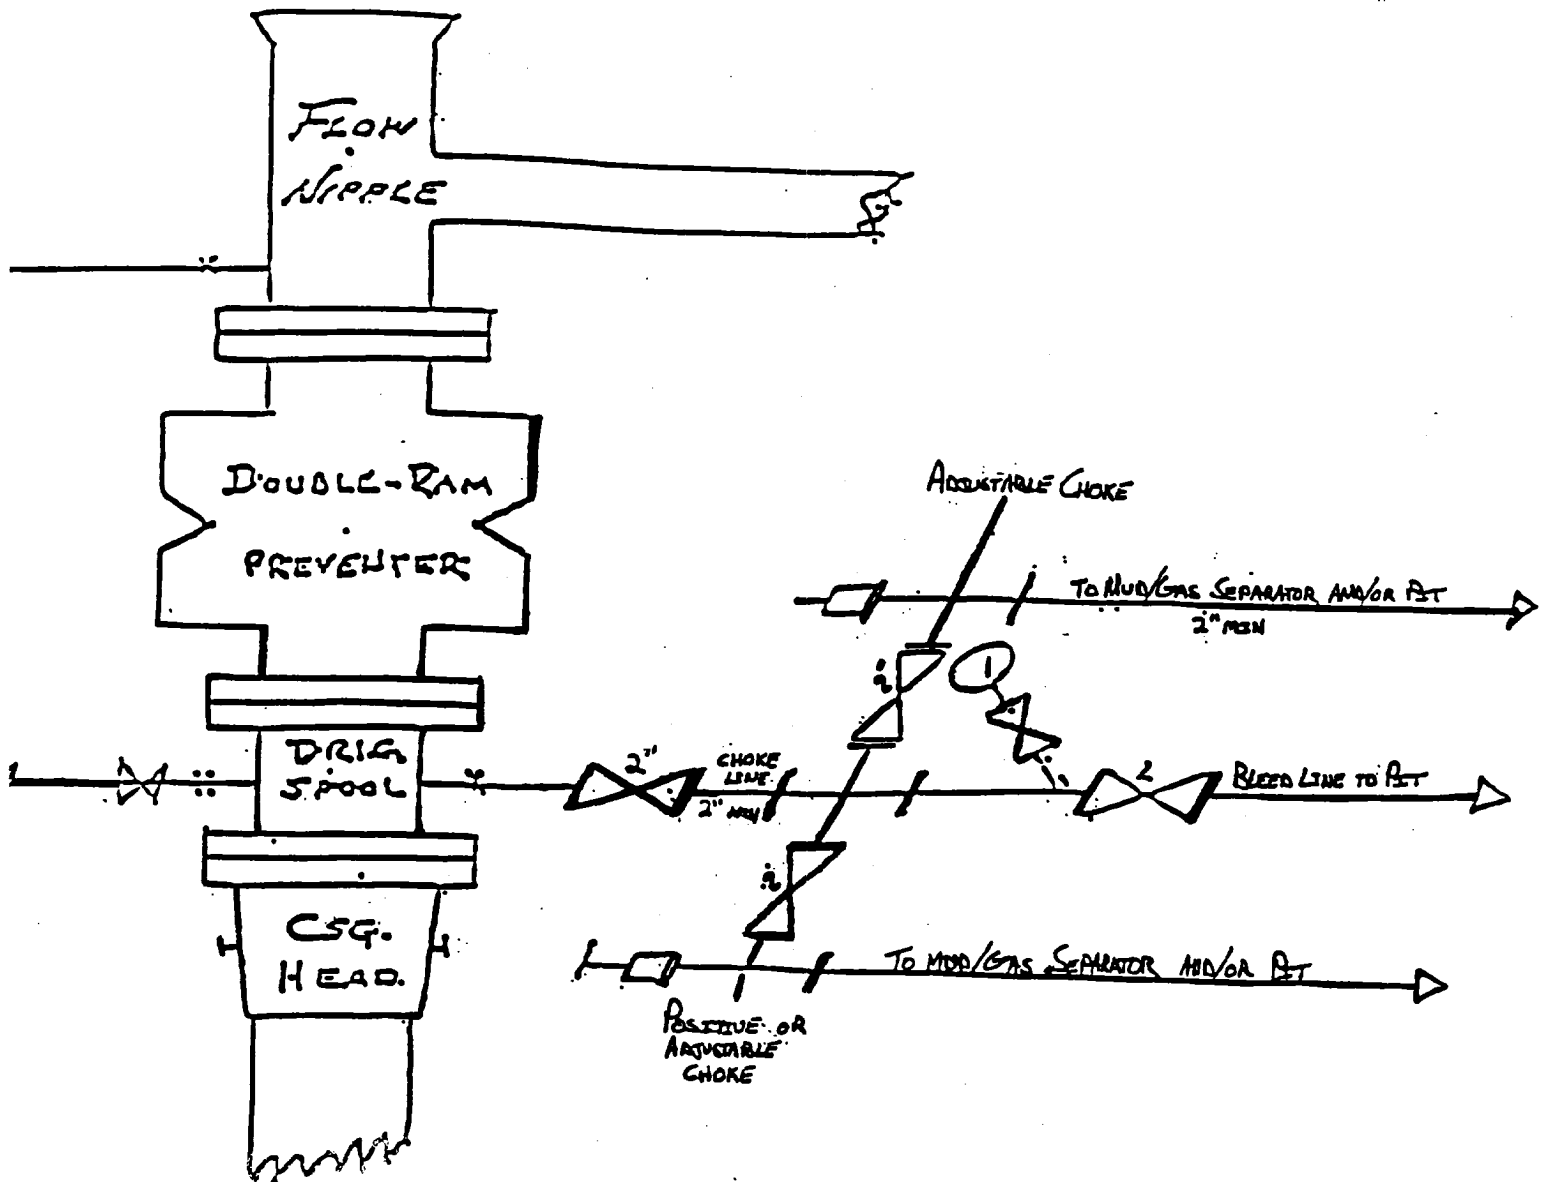 FLOW
NIPPLE
DOUBLE-RAM
PREVENTER
ADJUSTABLE CHOKE
TO MUD/GAS SEPARATOR AND/OR PIT
2" MIN
2"
1
DRLG
SPOOL
2"
CHOKE
LINE
2" MIN
2
BLEED LINE TO PIT
2"
CSG.
HEAD.
TO MUD/GAS SEPARATOR AND/OR PIT
POSITIVE OR
ADJUSTABLE
CHOKE